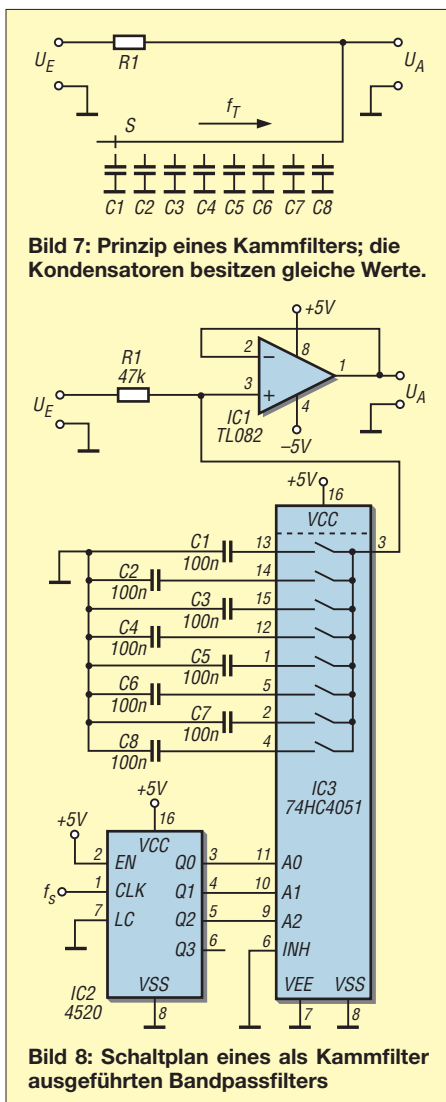 R1
U_E
U_A
S
f_T
C1 C2 C3 C4 C5 C6 C7 C8
Bild 7: Prinzip eines Kammfilters; die
Kondensatoren besitzen gleiche Werte.
+5V
R1
47k
2
8
1
3
4
U_E
IC1
TL082
U_A
–5V
+5V
16
VCC
C1
100n
13
3
C2
100n
14
C3
100n
15
C4
100n
12
C5
100n
1
C6
100n
5
C7
100n
2
C8
100n
4
IC3
74HC4051
+5V
16
+5V
VCC
2 EN Q0 3 11 A0
f_s 1 CLK Q1 4 10 A1
7 LC Q2 5 9 A2
Q3 6 6 INH
VSS
IC2
4520
8
VEE VSS
7 8
Bild 8: Schaltplan eines als Kammfilter
ausgeführten Bandpassfilters